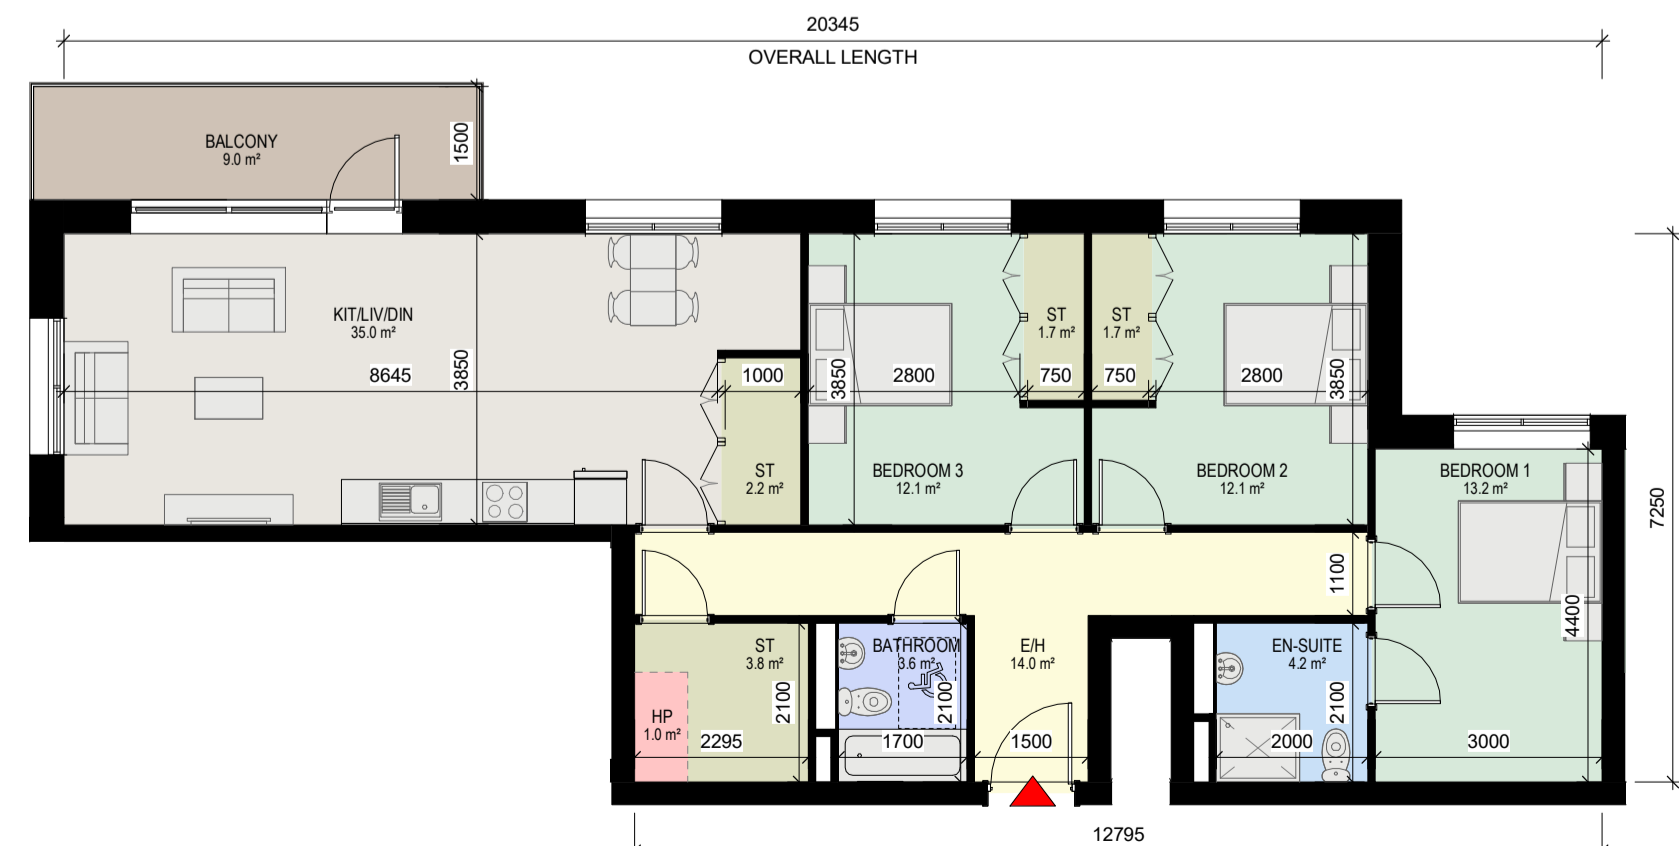 20345
OVERALL LENGTH
BALCONY
9.0 m²
1500
KIT/LIV/DIN
35.0 m²
8645
3850
1000
ST
2.2 m²
3850
2800
750
ST
1.7 m²
ST
1.7 m²
750
2800
3850
BEDROOM 3
12.1 m²
BEDROOM 2
12.1 m²
BEDROOM 1
13.2 m²
7250
1100
4400
ST
3.8 m²
HP
1.0 m²
2295
2100
BATHROOM
3.6 m²
2100
1700
E/H
14.0 m²
1500
EN-SUITE
4.2 m²
2100
2000
3000
12795